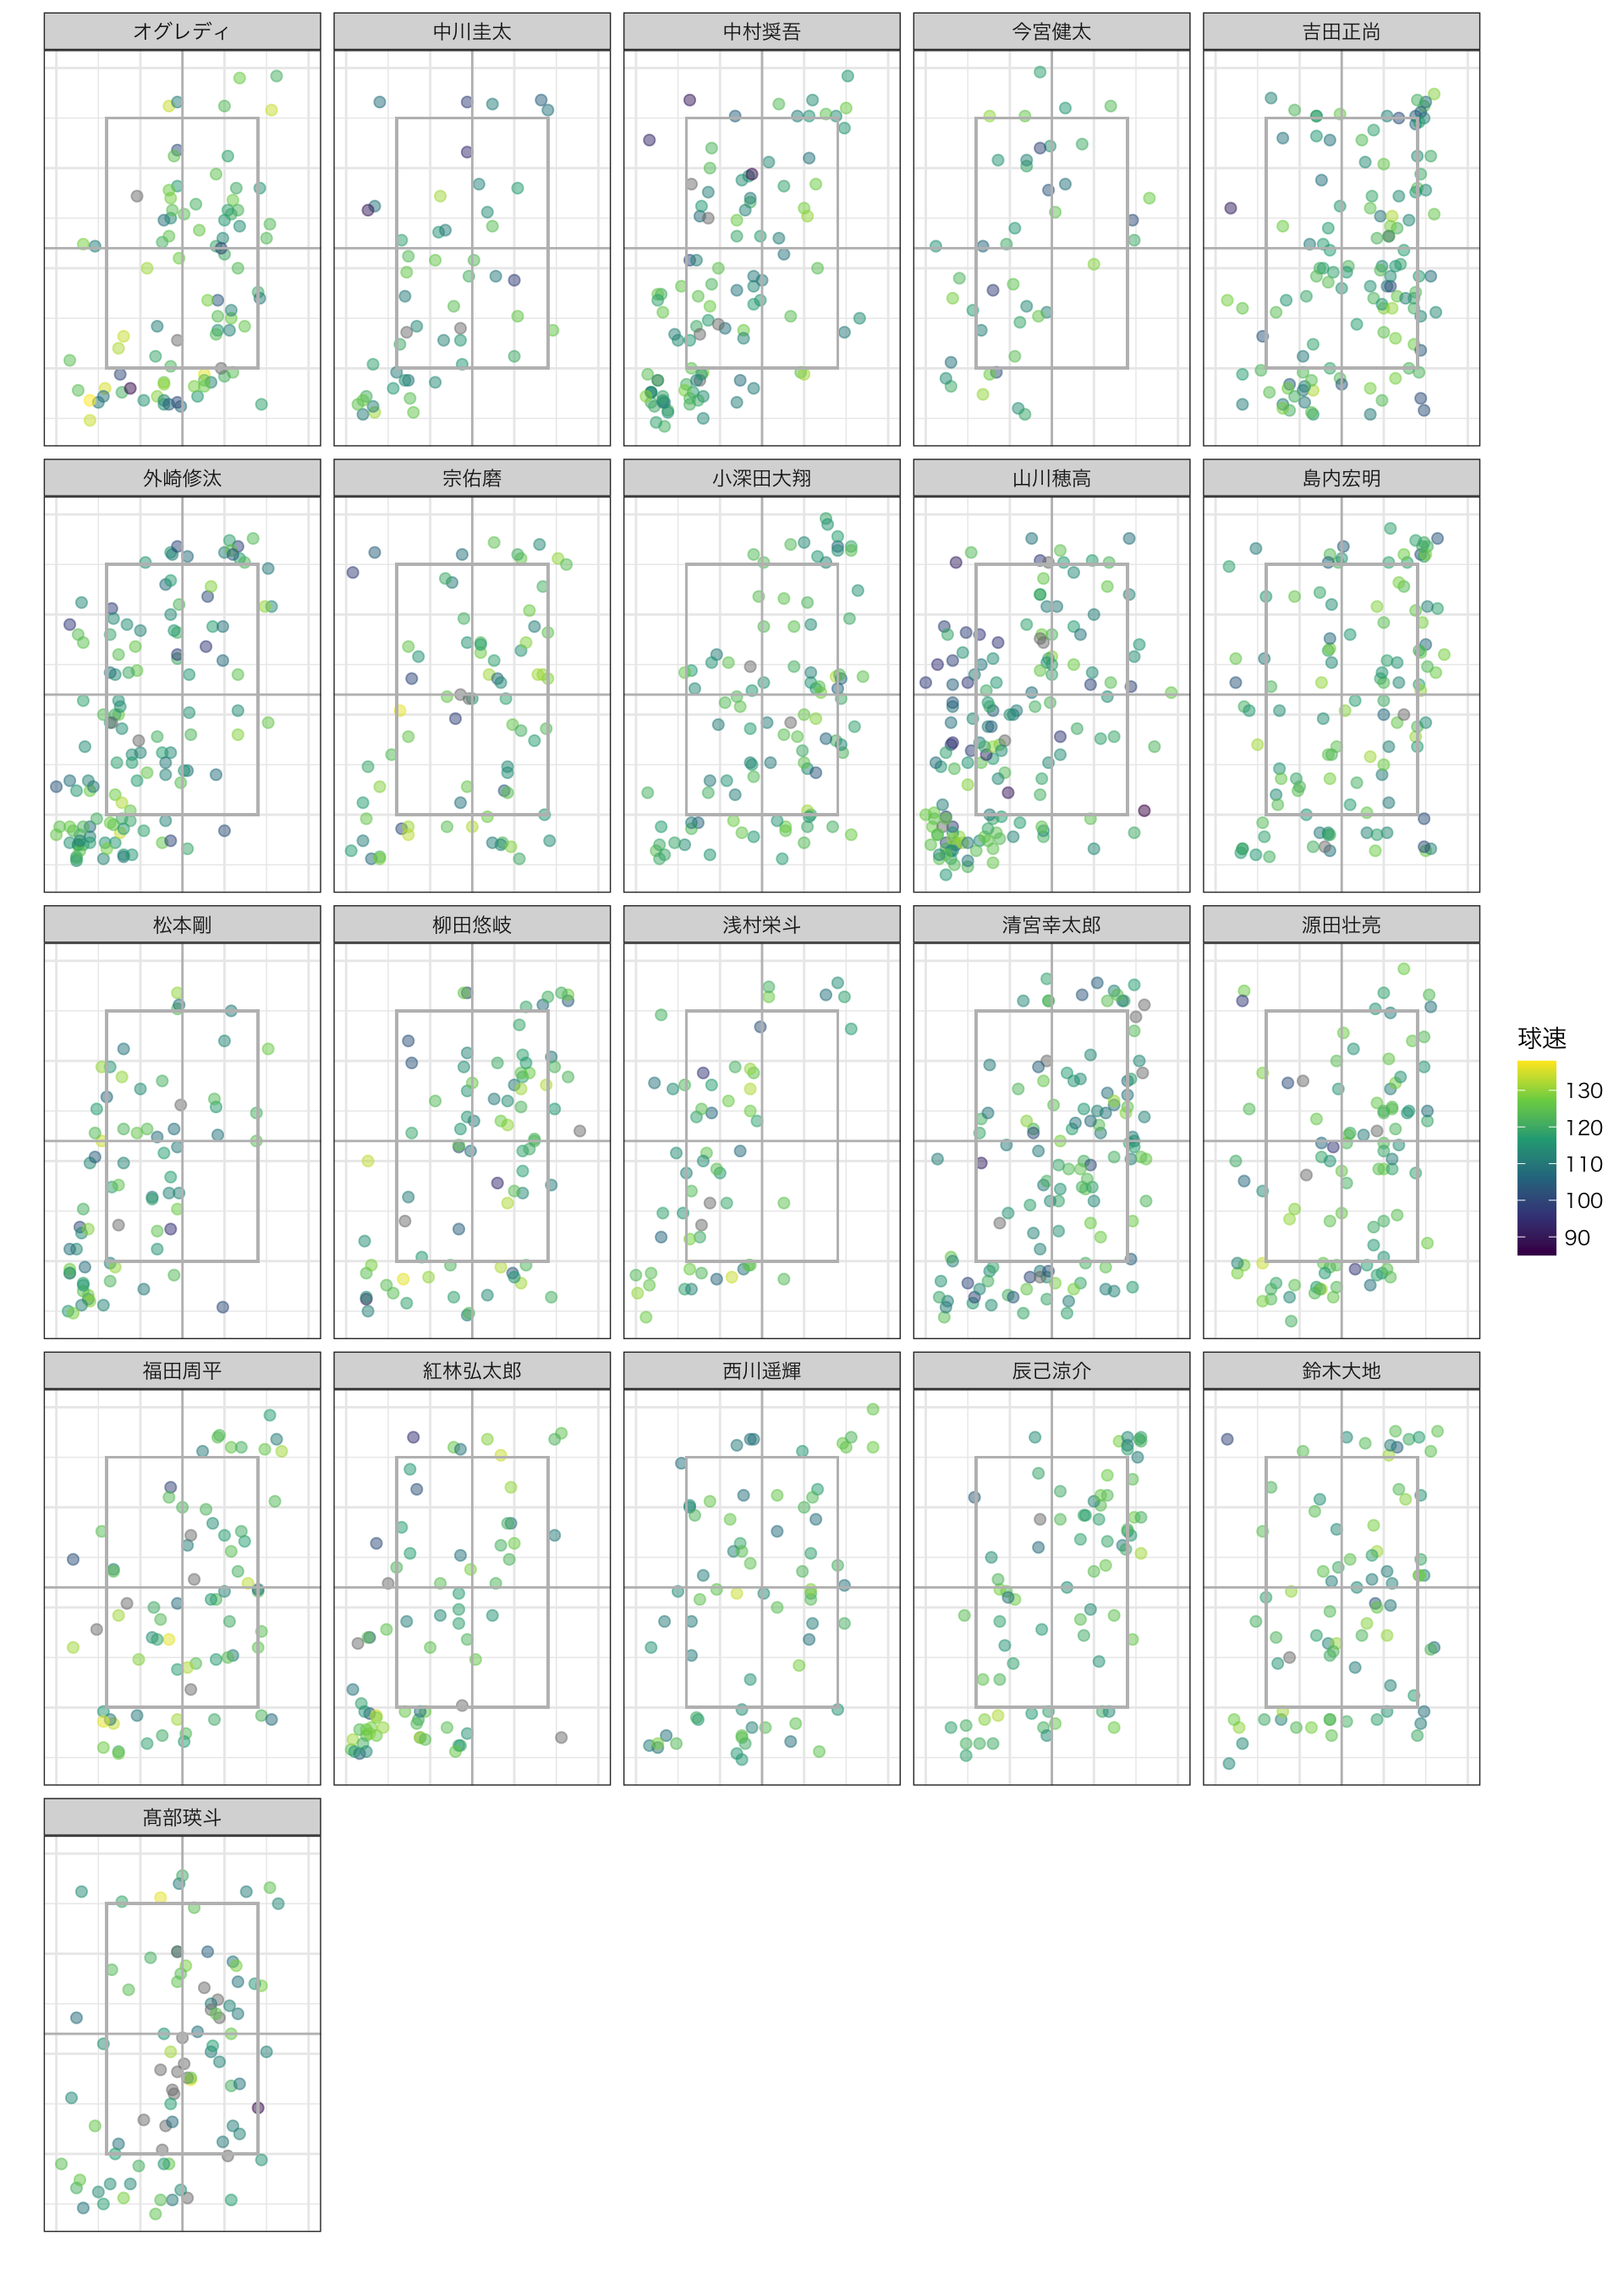 オグレディ
中川圭太
中村奨吾
今宮健太
吉田正尚
外崎修汰
宗佑磨
小深田大翔
山川穂高
島内宏明
松本剛
柳田悠岐
浅村栄斗
清宮幸太郎
源田壮亮
球速
130
120
110
100
90
福田周平
紅林弘太郎
西川遥輝
辰己涼介
鈴木大地
髙部瑛斗